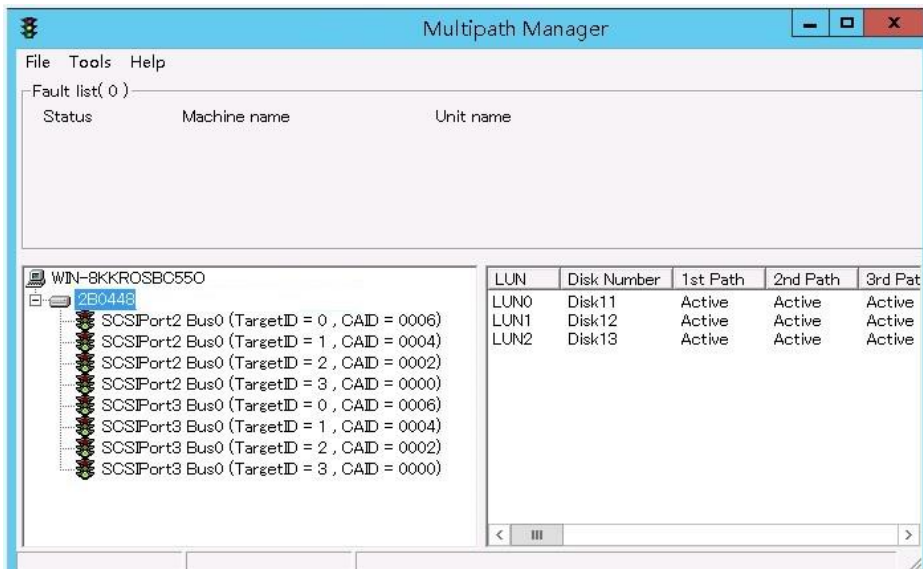 Multipath Manager
File Tools Help
Fault list( 0 )
Status Machine name Unit name
WIN-8KKROSBC55O
2B0448
SCSIPort2 Bus0 (TargetID = 0 , CAID = 0006)
SCSIPort2 Bus0 (TargetID = 1 , CAID = 0004)
SCSIPort2 Bus0 (TargetID = 2 , CAID = 0002)
SCSIPort2 Bus0 (TargetID = 3 , CAID = 0000)
SCSIPort3 Bus0 (TargetID = 0 , CAID = 0006)
SCSIPort3 Bus0 (TargetID = 1 , CAID = 0004)
SCSIPort3 Bus0 (TargetID = 2 , CAID = 0002)
SCSIPort3 Bus0 (TargetID = 3 , CAID = 0000)
LUN Disk Number 1st Path 2nd Path 3rd Pat
LUN0 Disk11 Active Active Active
LUN1 Disk12 Active Active Active
LUN2 Disk13 Active Active Active